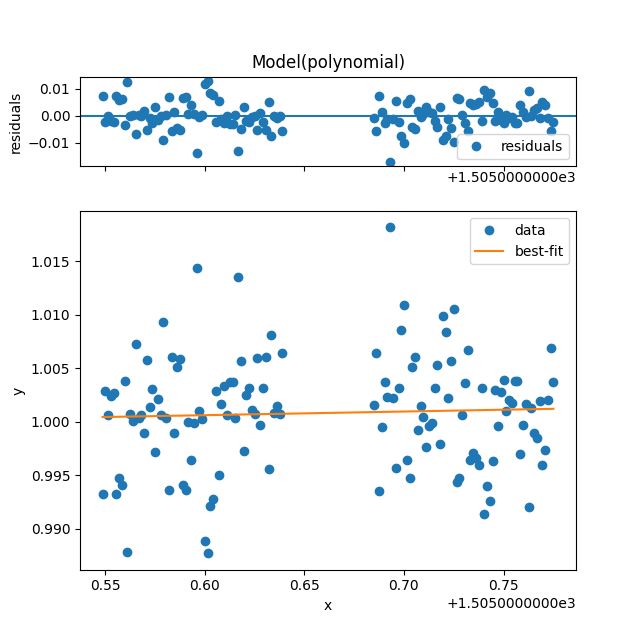 Model(polynomial)
residuals
0.01
0.00
−0.01
residuals
+1.5050000000e3
y
1.015
1.010
1.005
1.000
0.995
0.990
data
best-fit
0.55 0.60 0.65 0.70 0.75
x
+1.5050000000e3